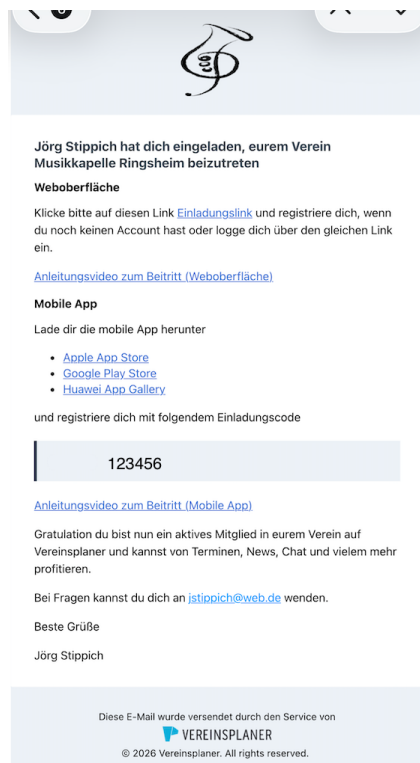 Jörg Stippich hat dich eingeladen, eurem Verein
Musikkapelle Ringsheim beizutreten
Weboberfläche
Klicke bitte auf diesen Link Einladungslink und registriere dich, wenn
du noch keinen Account hast oder logge dich über den gleichen Link
ein.
Anleitungsvideo zum Beitritt (Weboberfläche)
Mobile App
Lade dir die mobile App herunter
• Apple App Store
• Google Play Store
• Huawei App Gallery
und registriere dich mit folgendem Einladungscode
123456
Anleitungsvideo zum Beitritt (Mobile App)
Gratulation du bist nun ein aktives Mitglied in eurem Verein auf
Vereinsplaner und kannst von Terminen, News, Chat und vielem mehr
profitieren.
Bei Fragen kannst du dich an jstippich@web.de wenden.
Beste Grüße
Jörg Stippich
Diese E-Mail wurde versendet durch den Service von
VEREINSPLANER
© 2026 Vereinsplaner. All rights reserved.